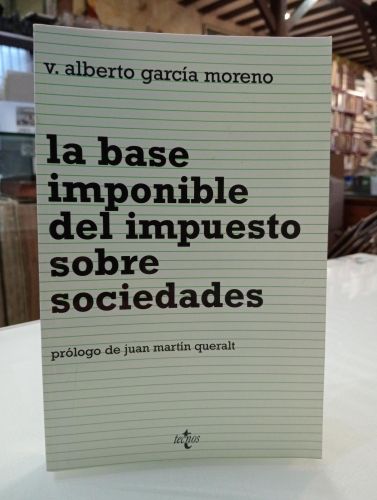 v. alberto garcía moreno
la base
imponible
del impuesto
sobre
sociedades
prólogo de juan martín queralt
tecnos